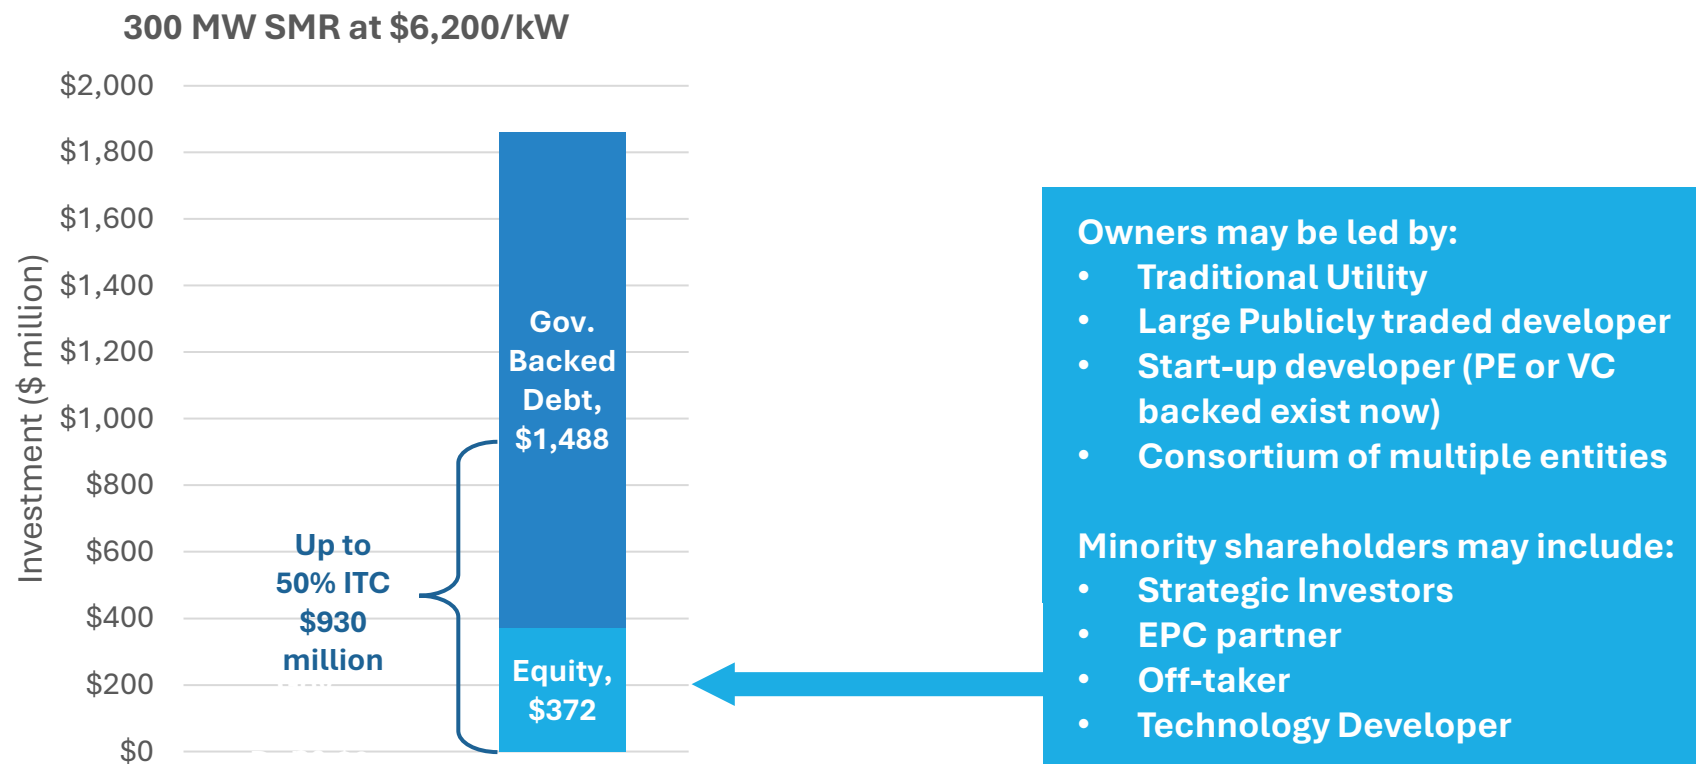 300 MW SMR at $6,200/kW
Investment ($ million)
$2,000
$1,800
$1,600
$1,400
$1,200
$1,000
$800
$600
$400
$200
$0
Gov.
Backed
Debt,
$1,488
Up to
50% ITC
$930
million
Equity,
$372
Owners may be led by:
• Traditional Utility
• Large Publicly traded developer
• Start-up developer (PE or VC
backed exist now)
• Consortium of multiple entities
Minority shareholders may include:
• Strategic Investors
• EPC partner
• Off-taker
• Technology Developer